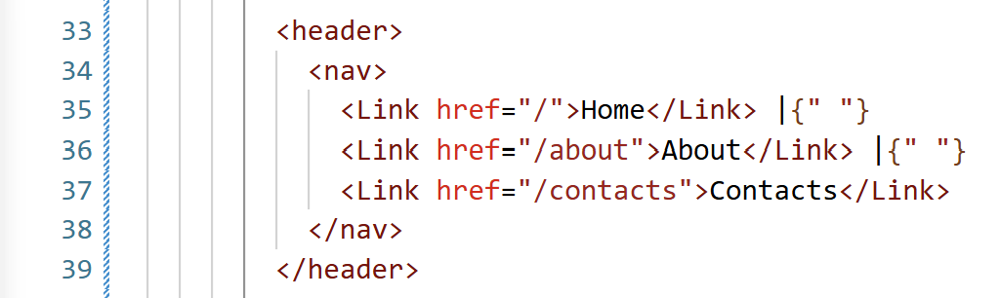 33 <header>
34 <nav>
35 <Link href="/">Home</Link> |{" "}
36 <Link href="/about">About</Link> |{" "}
37 <Link href="/contacts">Contacts</Link>
38 </nav>
39 </header>